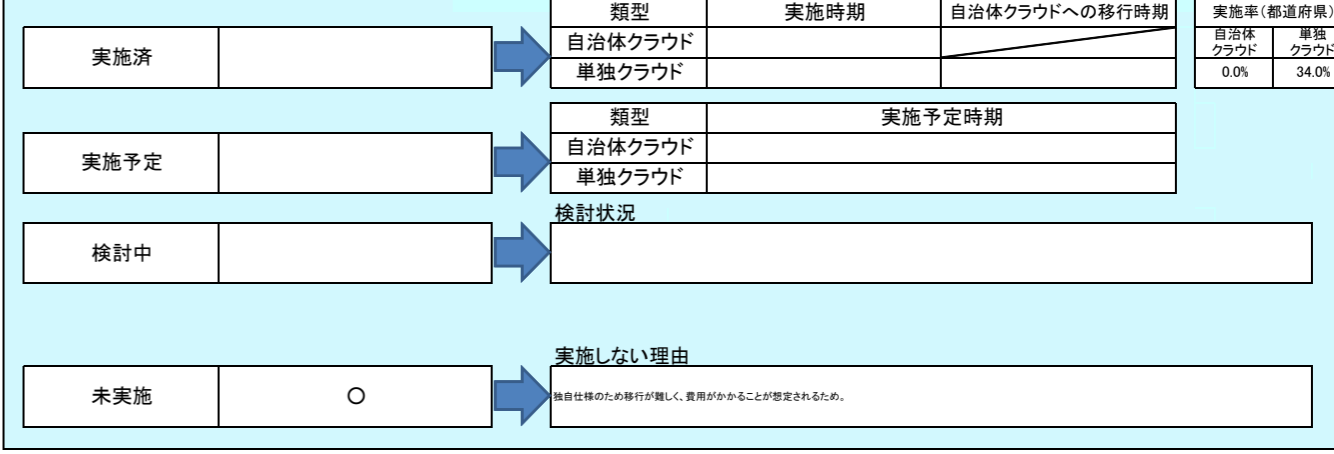 類型 実施時期 自治体クラウドへの移行時期
自治体クラウド
単独クラウド
実施済
実施率(都道府県)
自治体 単独
クラウド クラウド
0.0% 34.0%
類型 実施予定時期
自治体クラウド
単独クラウド
実施予定
検討状況
検討中
実施しない理由
未実施 ○ 独自仕様のため移行が難しく、費用がかかることが想定されるため。